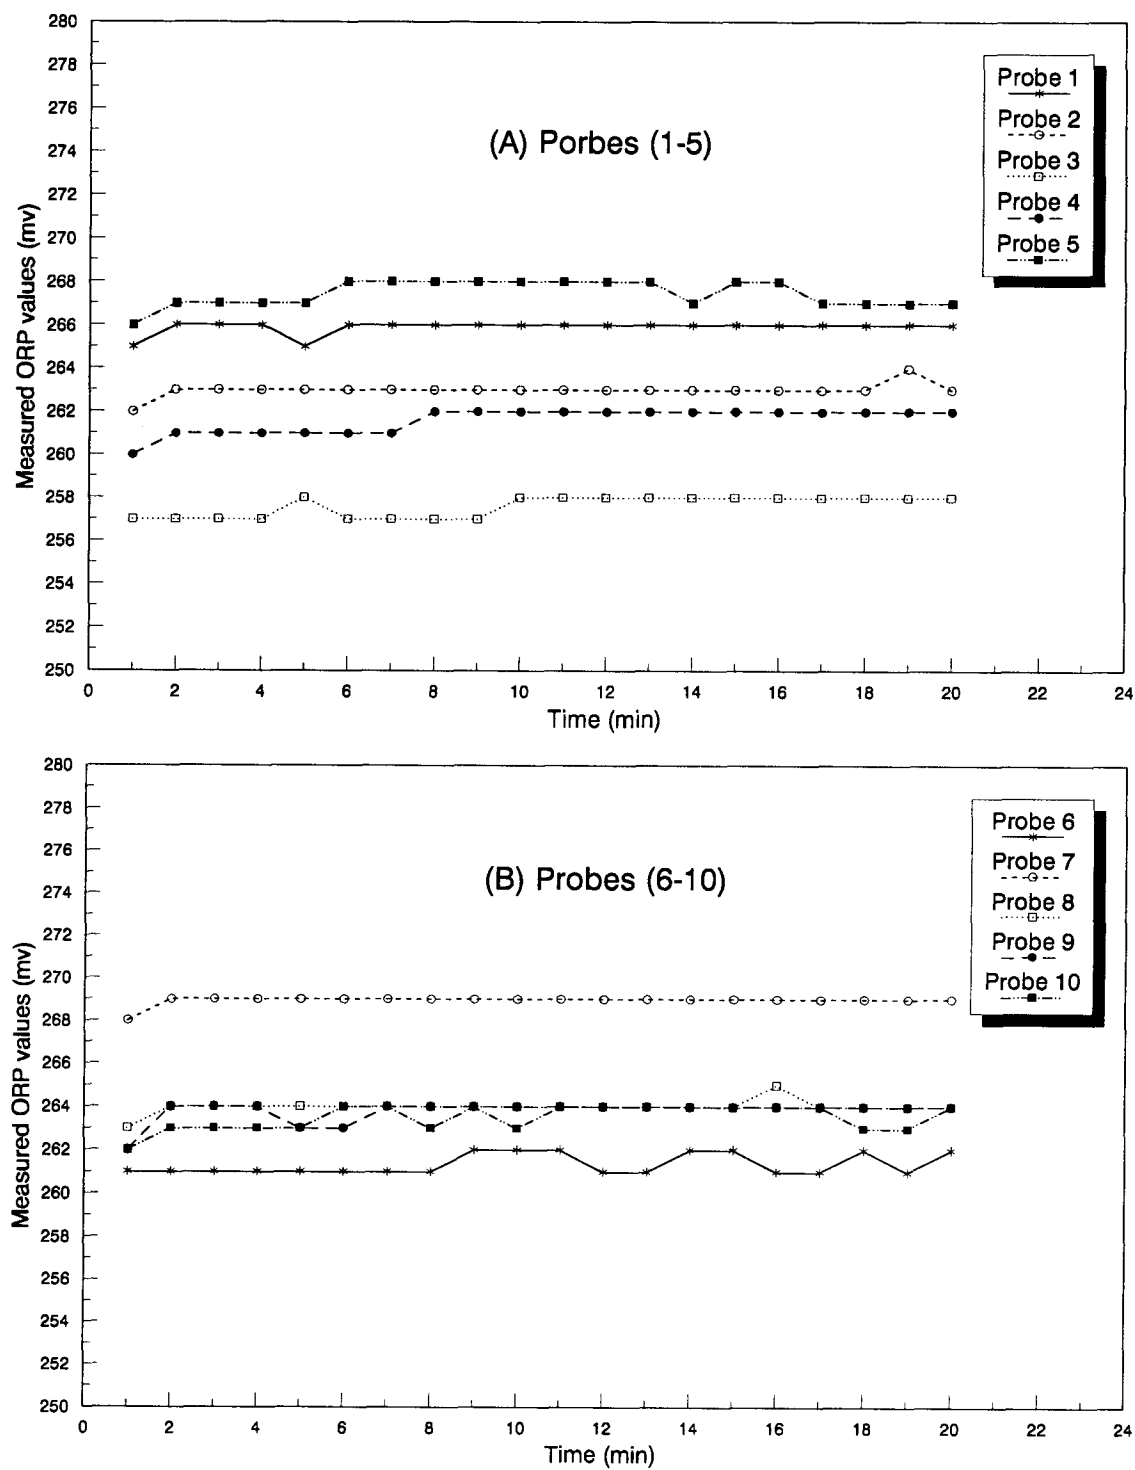 280
278
276
274
272
270
268
266
264
262
260
258
256
254
252
250
Measured ORP values (mv)
(A) Porbes (1-5)
Probe 1
Probe 2
Probe 3
Probe 4
Probe 5
0 2 4 6 8 10 12 14 16 18 20 22 24
Time (min)
280
278
276
274
272
270
268
266
264
262
260
258
256
254
252
250
Measured ORP values (mv)
(B) Probes (6-10)
Probe 6
Probe 7
Probe 8
Probe 9
Probe 10
0 2 4 6 8 10 12 14 16 18 20 22 24
Time (min)